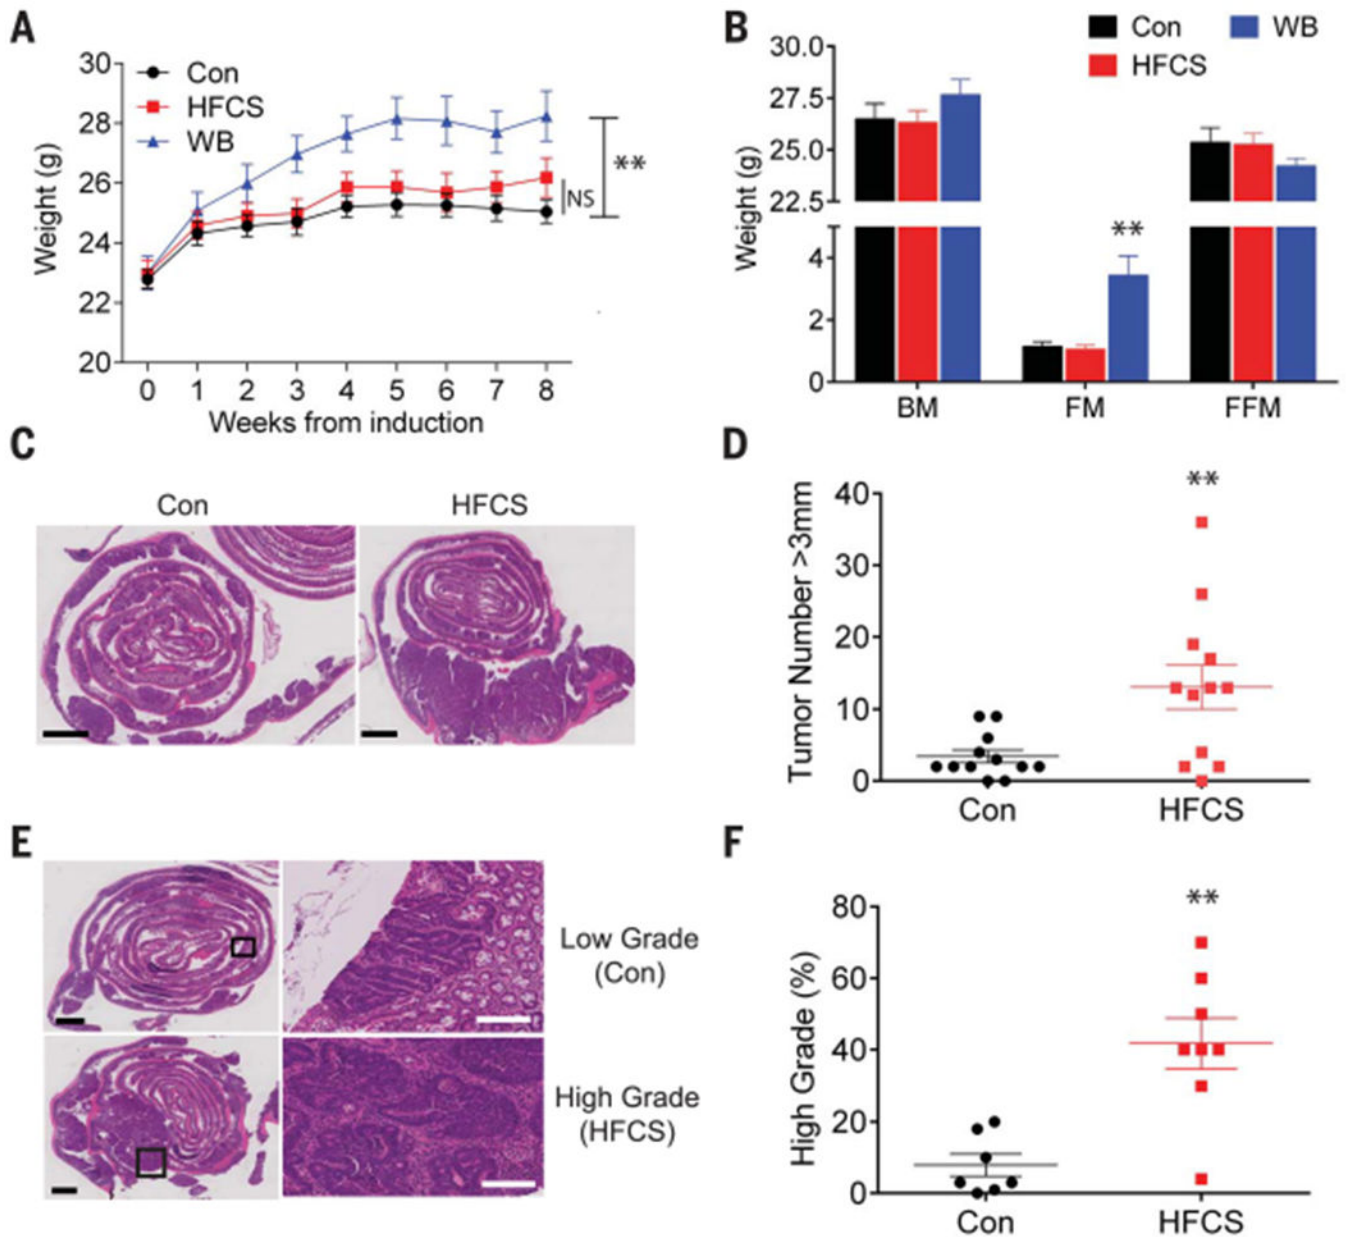 A
30
28
26
24
22
20
Weight (g)
Con
HFCS
WB
NS
**
0 1 2 3 4 5 6 7 8
Weeks from induction
B
Con
WB
HFCS
30.0
27.5
25.0
22.5
4
2
0
Weight (g)
**
BM FM FFM
C
Con HFCS
D
**
40
30
20
10
0
Tumor Number >3mm
Con HFCS
E
Low Grade
(Con)
High Grade
(HFCS)
F
**
80
60
40
20
0
High Grade (%)
Con HFCS